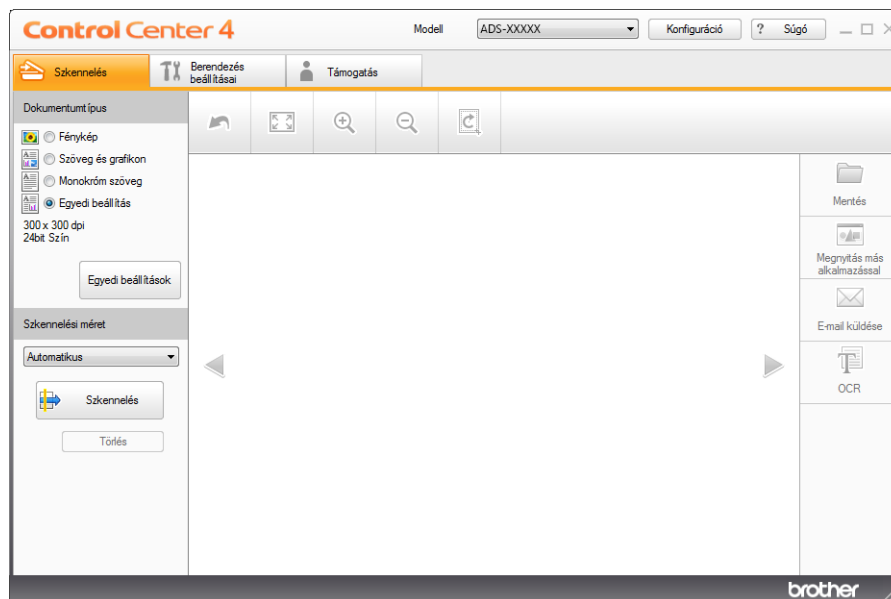 Control Center 4
Modell
ADS-XXXXX
Konfiguráció
? Súgó
Szkennelés
Berendezés
beállításai
Támogatás
Dokumentumtípus
Fénykép
Szöveg és grafikon
Monokróm szöveg
Egyedi beállítás
300 x 300 dpi
24bit Szín
Egyedi beállítások
Szkennelési méret
Automatikus
Szkennelés
Törlés
Mentés
Megnyitás más
alkalmazással
E-mail küldése
OCR
brother